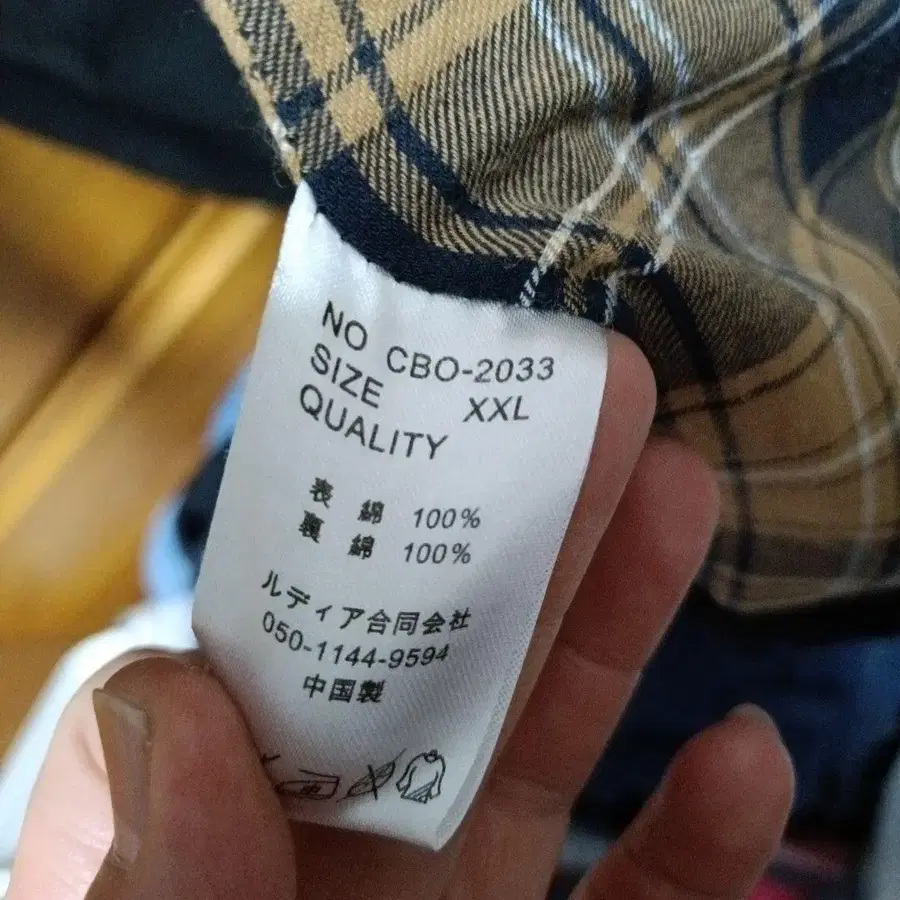 NO CBO-2033
SIZE XXL
QUALITY
表 綿 100%
裏 綿 100%
ルディア合同会社
050-1144-9594
中国製